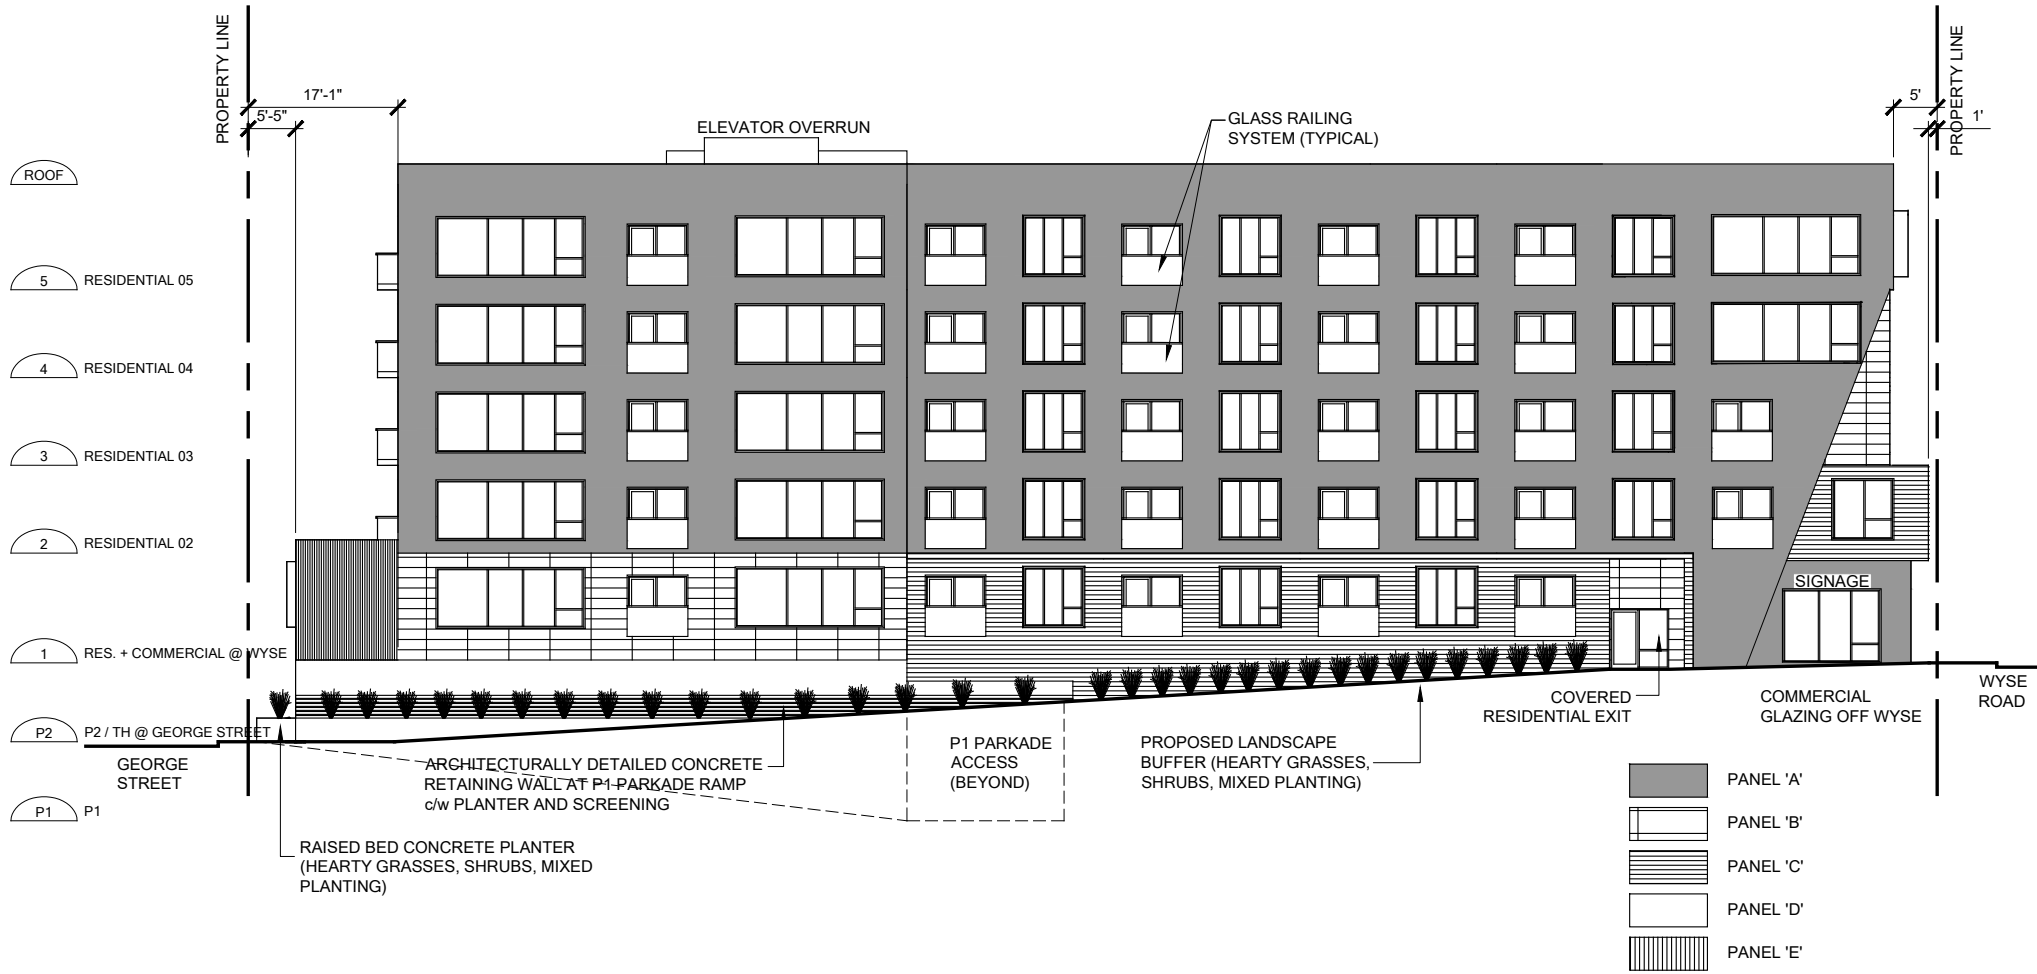 PROPERTY LINE
17'-1"
5'-5"
ELEVATOR OVERRUN
GLASS RAILING
SYSTEM (TYPICAL)
5'
1'
PROPERTY LINE
ROOF
5 RESIDENTIAL 05
4 RESIDENTIAL 04
3 RESIDENTIAL 03
2 RESIDENTIAL 02
SIGNAGE
1 RES. + COMMERCIAL @ WYSE
P2 P2 / TH @ GEORGE STREET
GEORGE
STREET
P1 P1
ARCHITECTURALLY DETAILED CONCRETE
RETAINING WALL AT P1 PARKADE RAMP
c/w PLANTER AND SCREENING
RAISED BED CONCRETE PLANTER
(HEARTY GRASSES, SHRUBS, MIXED
PLANTING)
P1 PARKADE
ACCESS
(BEYOND)
PROPOSED LANDSCAPE
BUFFER (HEARTY GRASSES,
SHRUBS, MIXED PLANTING)
COVERED
RESIDENTIAL EXIT
COMMERCIAL
GLAZING OFF WYSE
WYSE
ROAD
PANEL 'A'
PANEL 'B'
PANEL 'C'
PANEL 'D'
PANEL 'E'